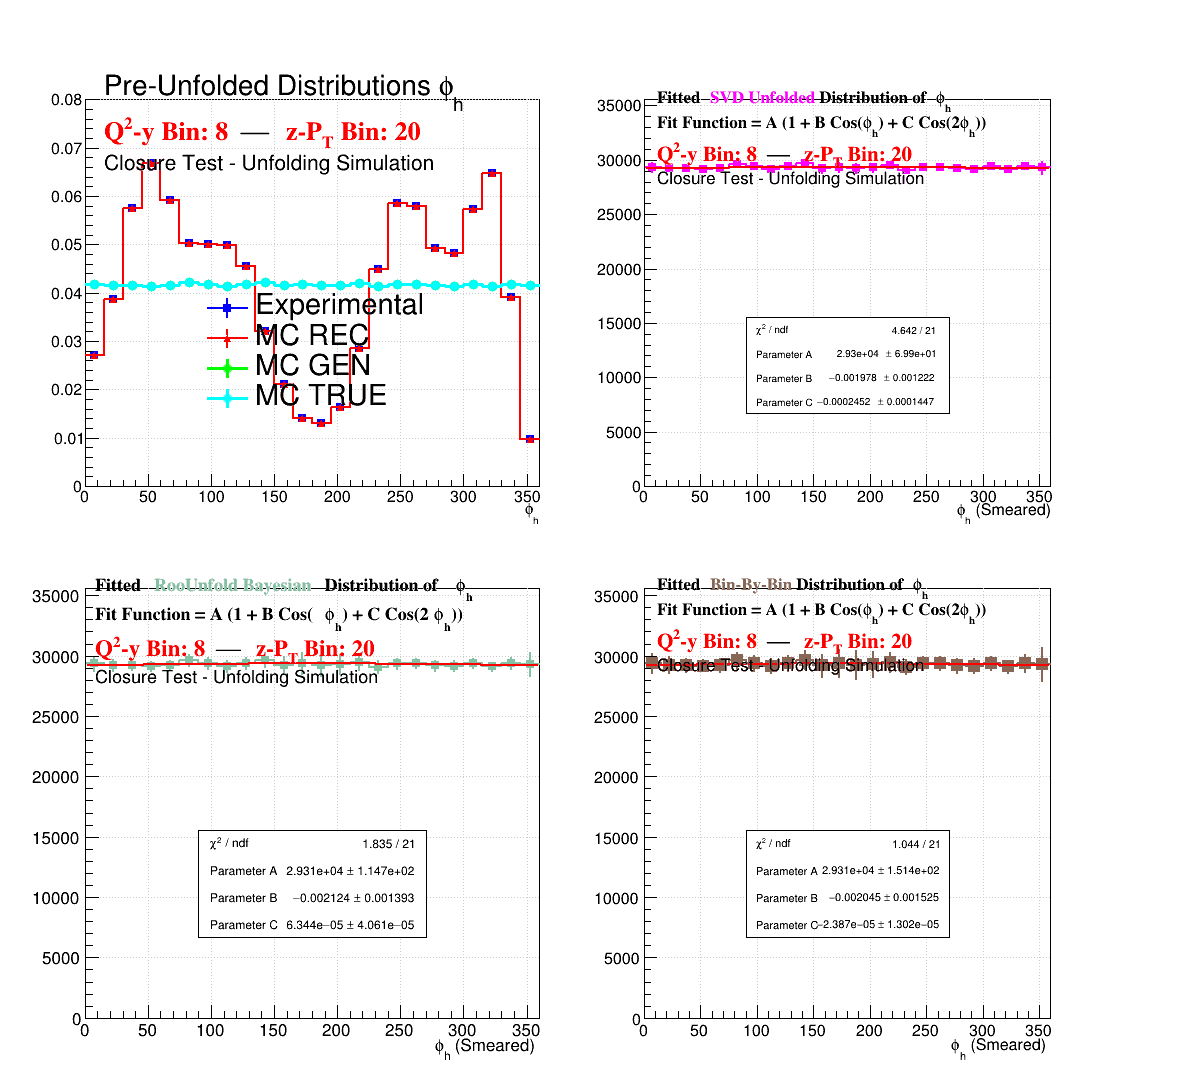 Pre-Unfolded Distributions ϕh
Q²-y Bin: 8 — z-PT Bin: 20
Closure Test - Unfolding Simulation
0.08
0.07
0.06
0.05
0.04
0.03
0.02
0.01
0
Experimental
MC REC
MC GEN
MC TRUE
0 50 100 150 200 250 300 350
ϕh
Fitted SVD Unfolded Distribution of ϕh
Fit Function = A (1 + B Cos(ϕh) + C Cos(2ϕh))
Q²-y Bin: 8 — z-PT Bin: 20
Closure Test - Unfolding Simulation
35000
30000
25000
20000
15000
10000
5000
0
χ² / ndf 4.642 / 21
Parameter A 2.93e+04 ± 6.99e+01
Parameter B −0.001978 ± 0.001222
Parameter C −0.0002452 ± 0.0001447
0 50 100 150 200 250 300 350
ϕh (Smeared)
Fitted RooUnfold Bayesian Distribution of ϕh
Fit Function = A (1 + B Cos( ϕh) + C Cos(2 ϕh))
Q²-y Bin: 8 — z-PT Bin: 20
Closure Test - Unfolding Simulation
35000
30000
25000
20000
15000
10000
5000
0
χ² / ndf 1.835 / 21
Parameter A 2.931e+04 ± 1.147e+02
Parameter B −0.002124 ± 0.001393
Parameter C 6.344e−05 ± 4.061e−05
0 50 100 150 200 250 300 350
ϕh (Smeared)
Fitted Bin-By-Bin Distribution of ϕh
Fit Function = A (1 + B Cos(ϕh) + C Cos(2ϕh))
Q²-y Bin: 8 — z-PT Bin: 20
Closure Test - Unfolding Simulation
35000
30000
25000
20000
15000
10000
5000
0
χ² / ndf 1.044 / 21
Parameter A 2.931e+04 ± 1.514e+02
Parameter B −0.002045 ± 0.001525
Parameter C −2.387e−05 ± 1.302e−05
0 50 100 150 200 250 300 350
ϕh (Smeared)